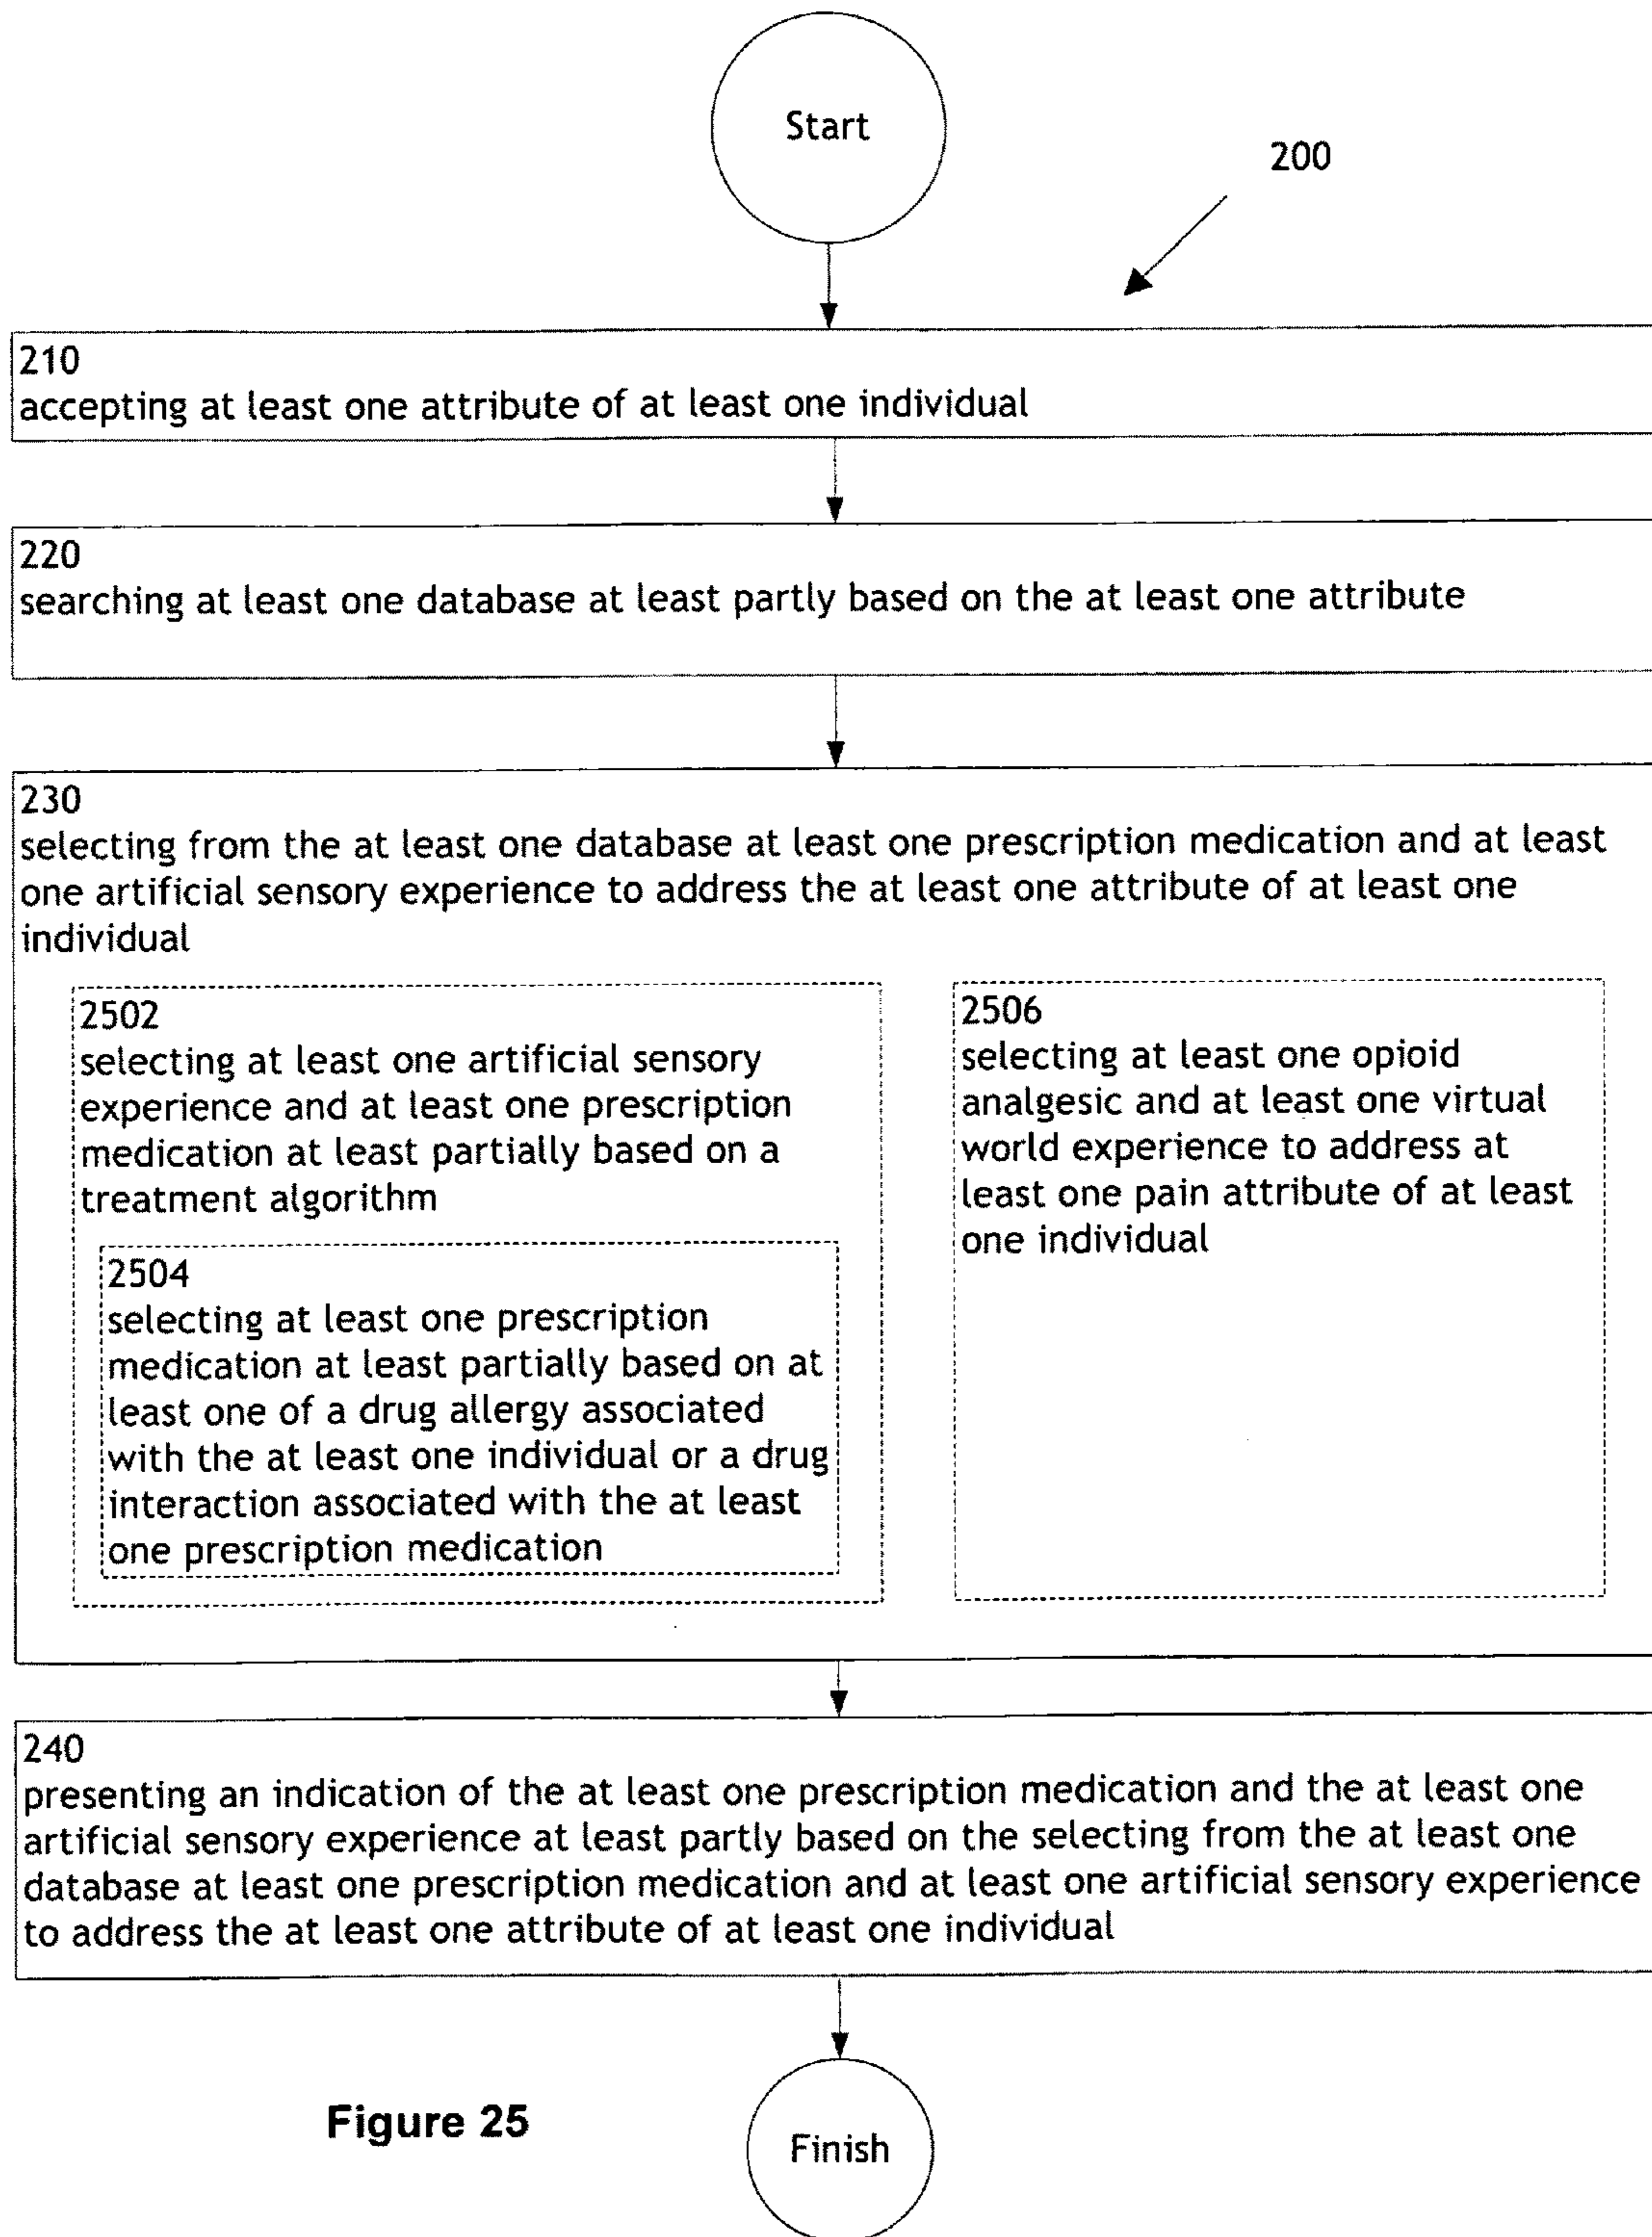 Start
200
210
accepting at least one attribute of at least one individual
220
searching at least one database at least partly based on the at least one attribute
230
selecting from the at least one database at least one prescription medication and at least
one artificial sensory experience to address the at least one attribute of at least one
individual
2502
selecting at least one artificial sensory
experience and at least one prescription
medication at least partially based on a
treatment algorithm
2504
selecting at least one prescription
medication at least partially based on at
least one of a drug allergy associated
with the at least one individual or a drug
interaction associated with the at least
one prescription medication
2506
selecting at least one opioid
analgesic and at least one virtual
world experience to address at
least one pain attribute of at least
one individual
240
presenting an indication of the at least one prescription medication and the at least one
artificial sensory experience at least partly based on the selecting from the at least one
database at least one prescription medication and at least one artificial sensory experience
to address the at least one attribute of at least one individual
Figure 25
Finish